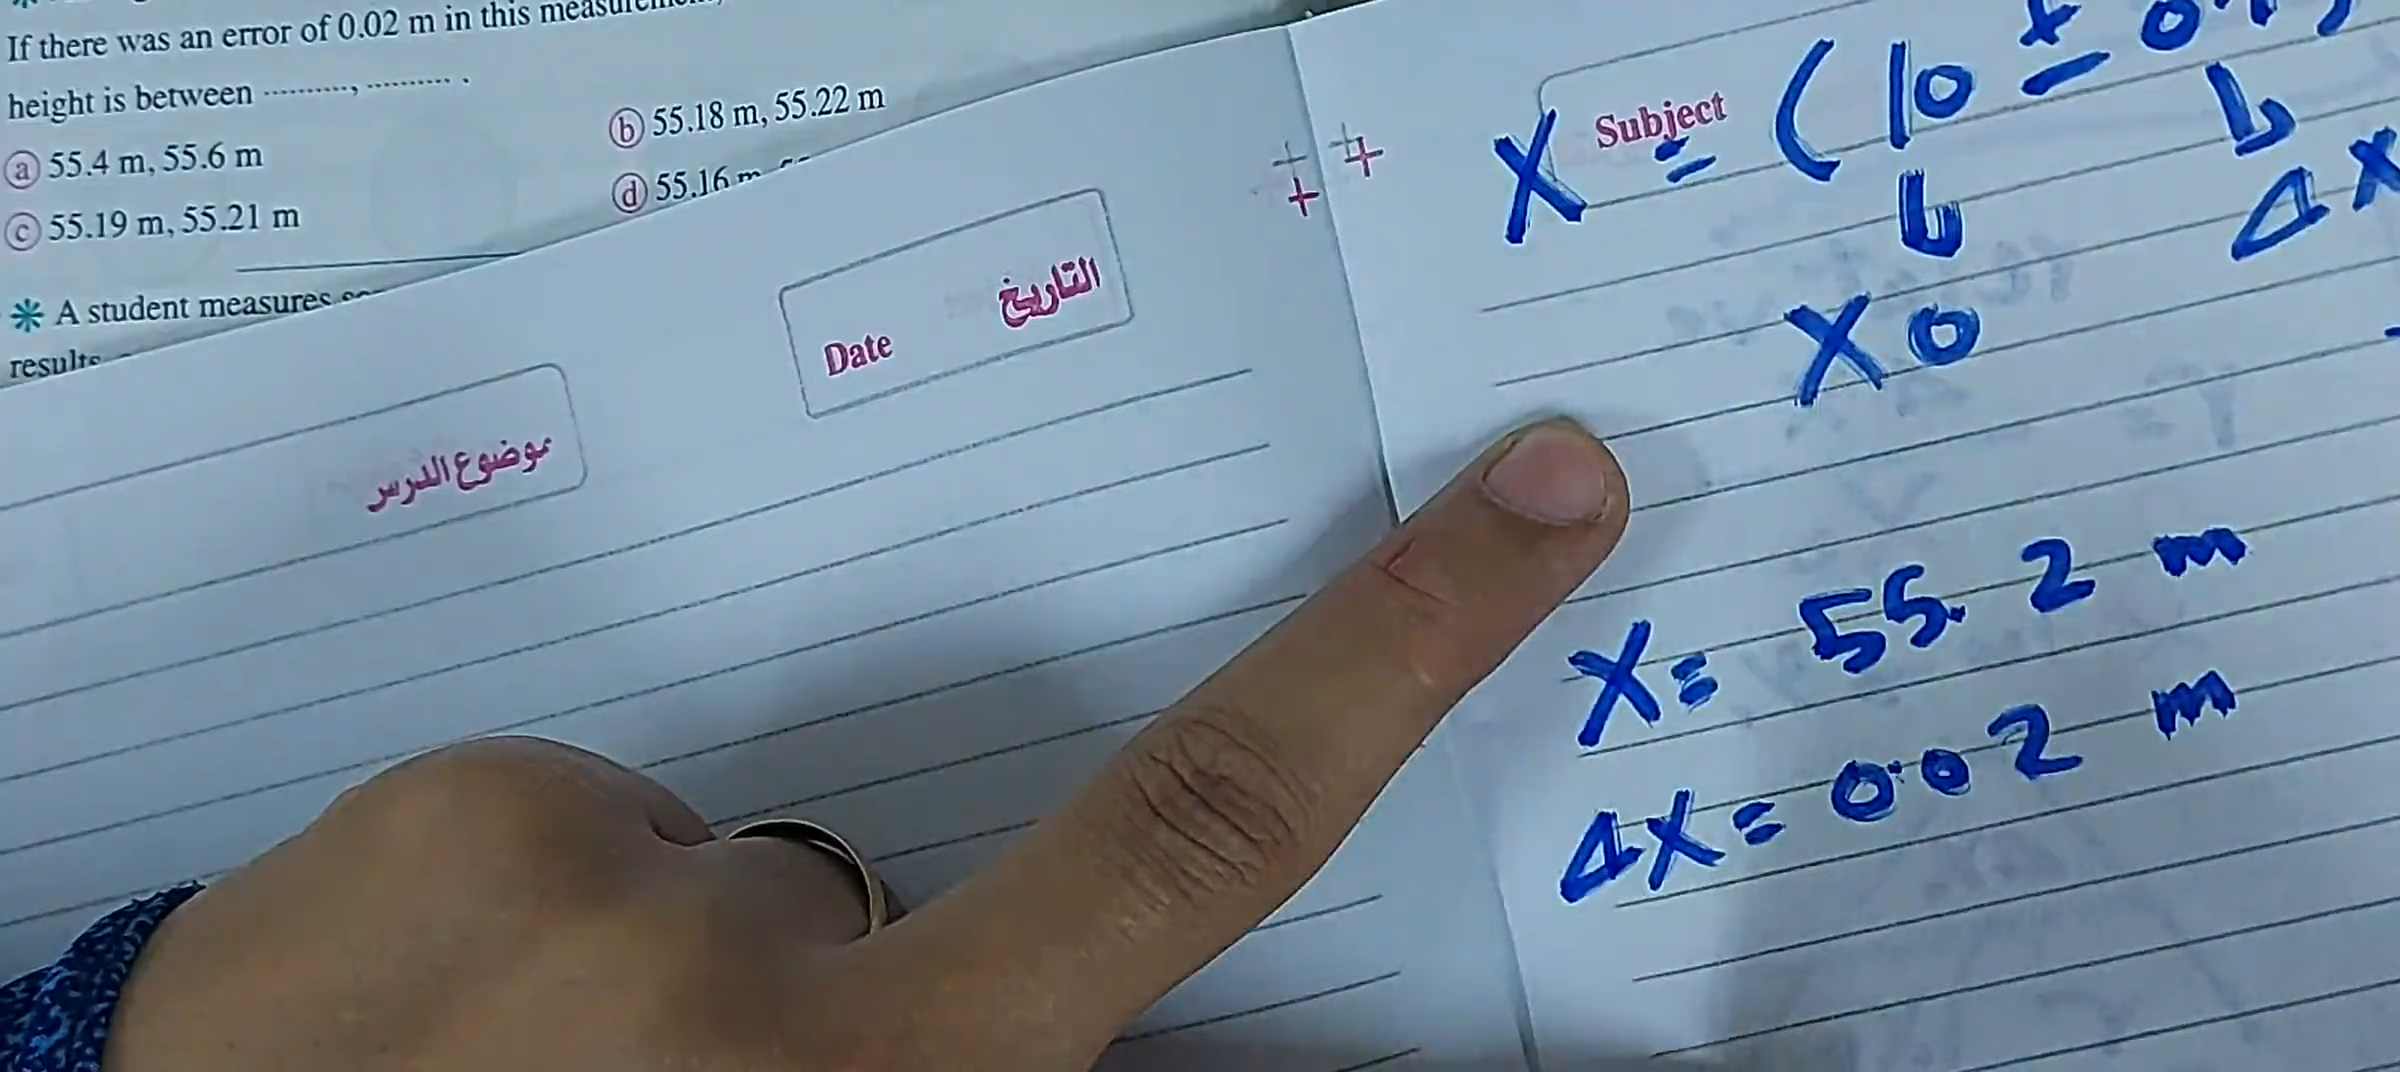 If there was an error of 0.02 m in this
height is between .........., .......... .
ⓐ 55.4 m, 55.6 m
ⓑ 55.18 m, 55.22 m
ⓒ 55.19 m, 55.21 m
ⓓ 55.16 m
* A student measures
results
التاريخ
Date
موضوع الدرس
Subject
X = (10 ±
X0
ΔX
X = 55.2 m
ΔX = 0.02 m